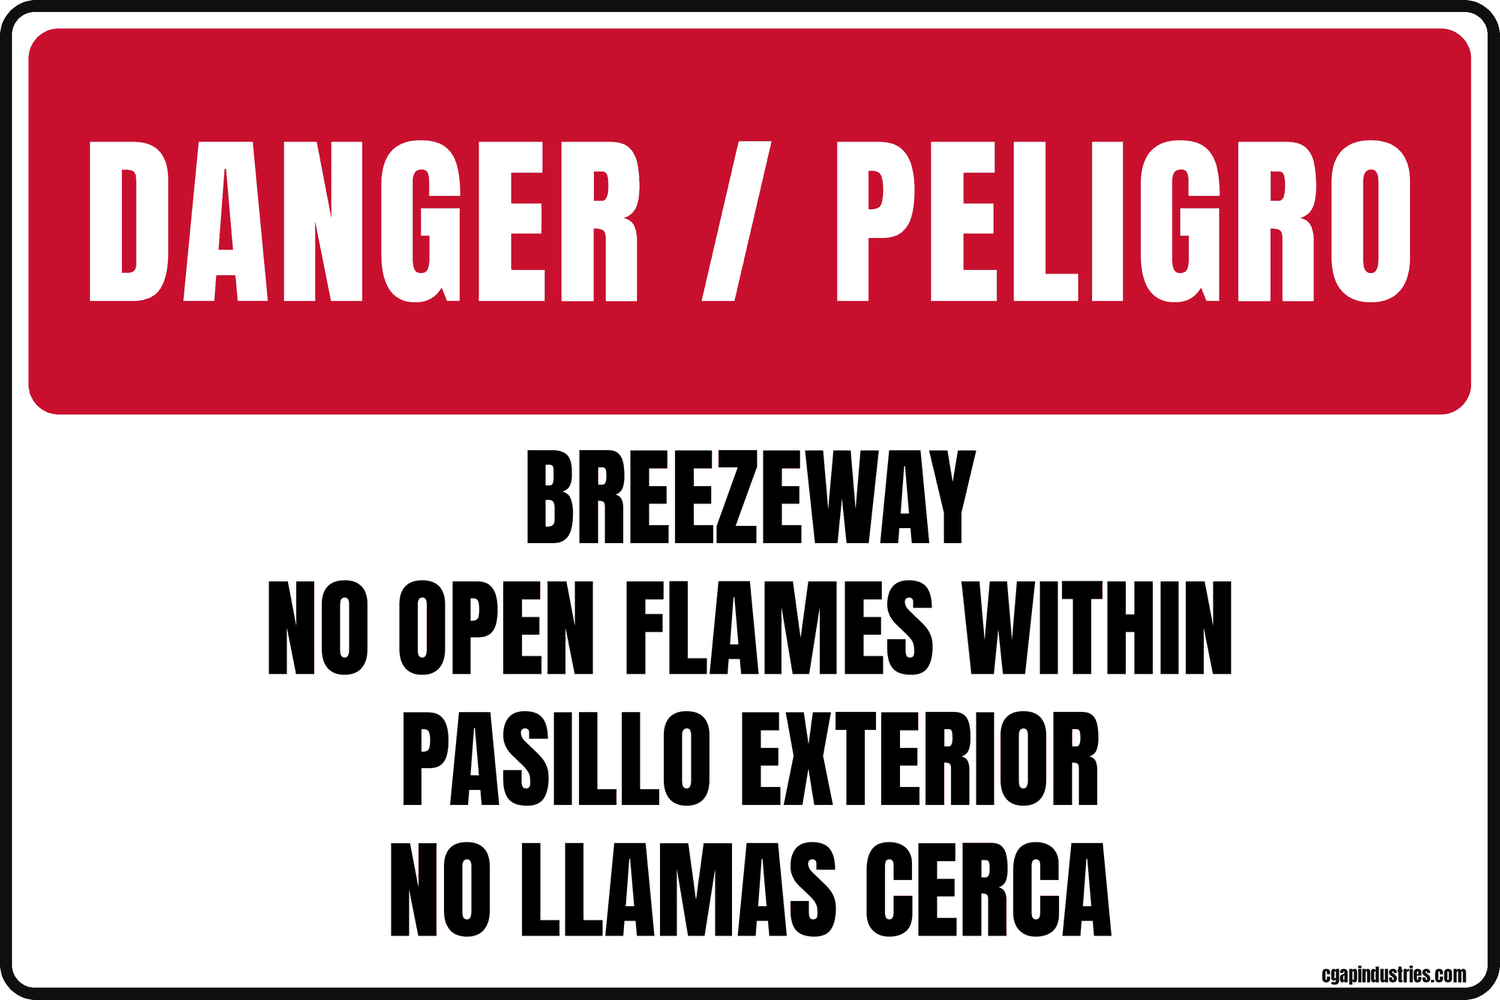 DANGER / PELIGRO
BREEZEWAY
NO OPEN FLAMES WITHIN
PASILLO EXTERIOR
NO LLAMAS CERCA
cgapindustries.com